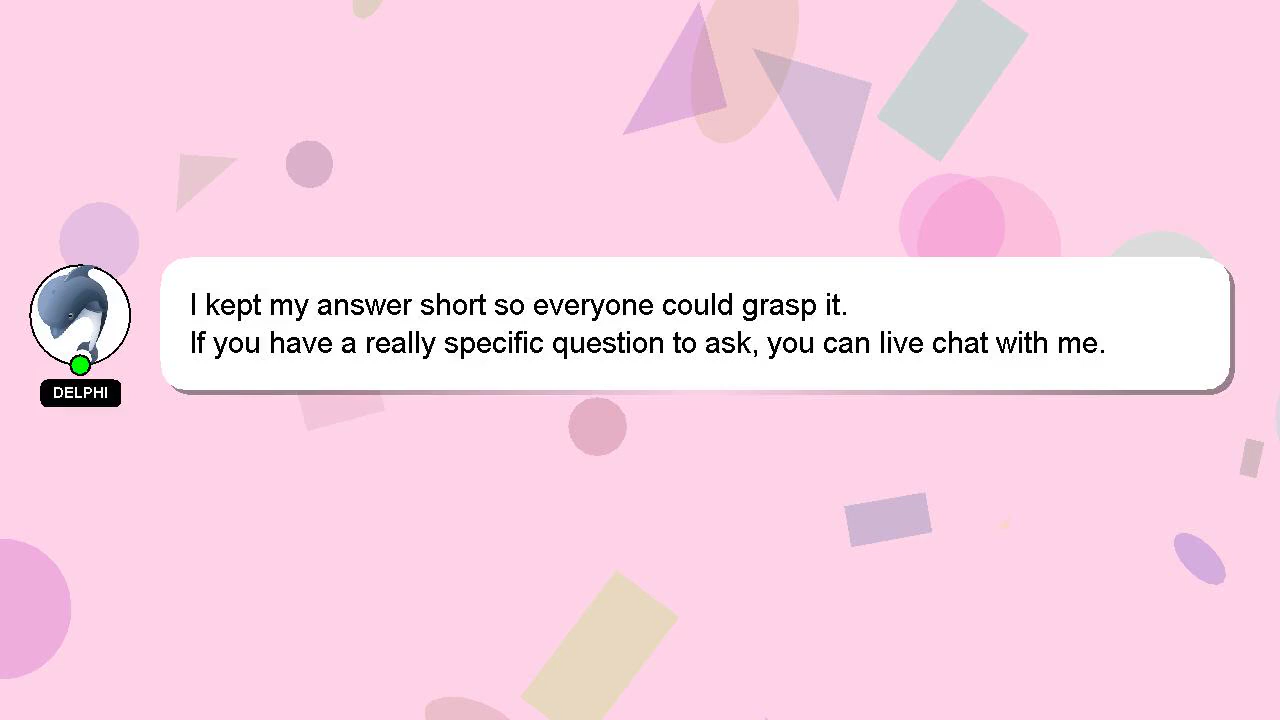 I kept my answer short so everyone could grasp it.
If you have a really specific question to ask, you can live chat with me.
DELPHI